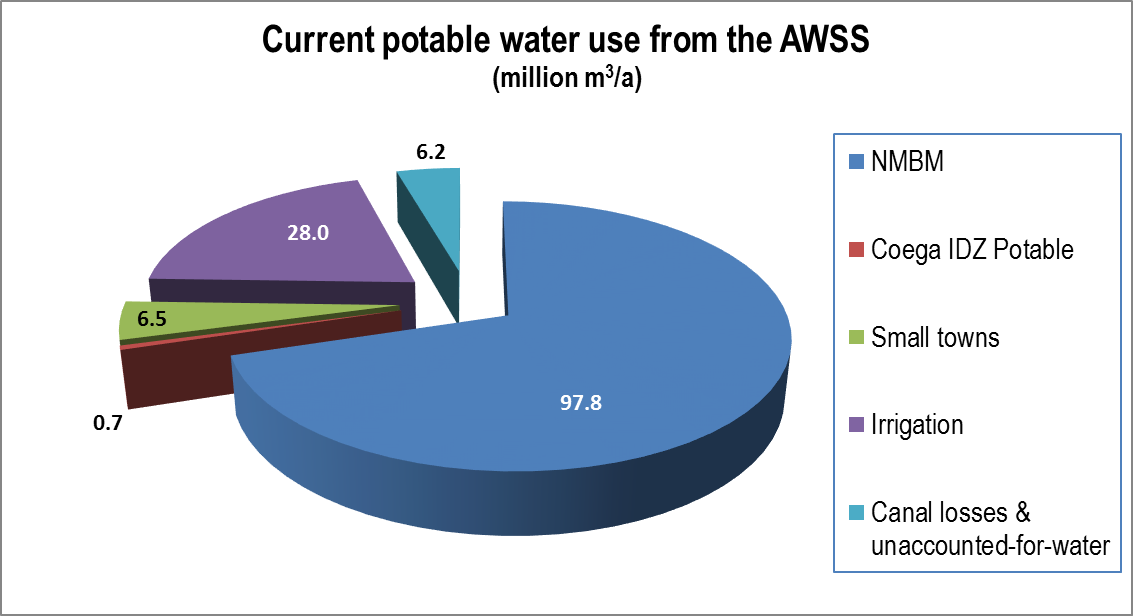 Current potable water use from the AWSS
(million m³/a)
6.2
28.0
6.5
0.7
97.8
NMBM
Coega IDZ Potable
Small towns
Irrigation
Canal losses &
unaccounted-for-water